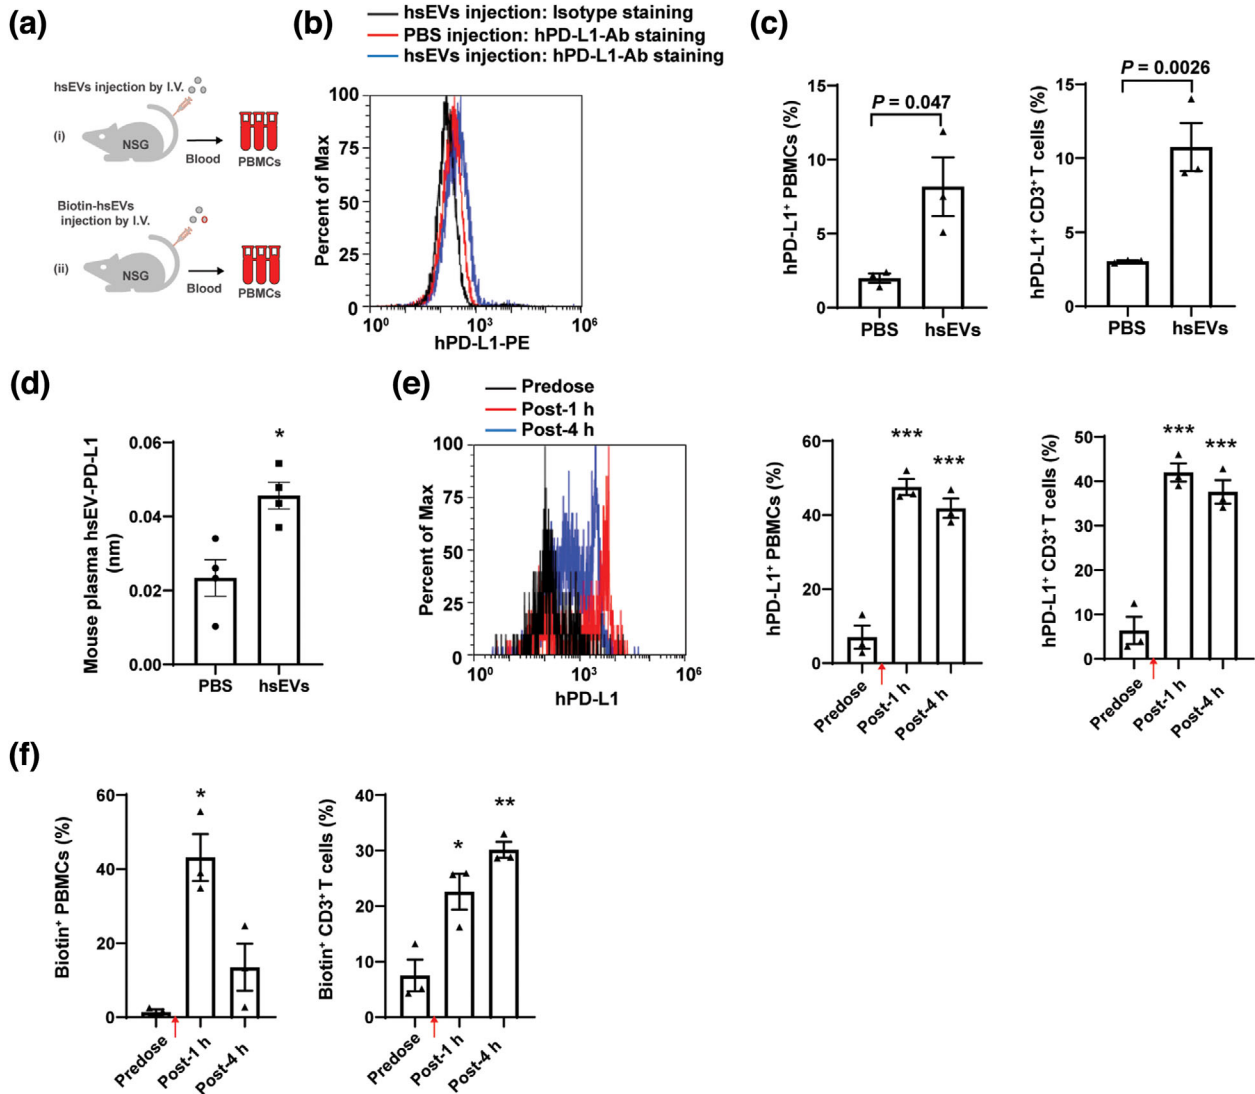 (a)
hsEVs injection by I.V.
(i)
NSG
Blood
PBMCs
Biotin-hsEVs
injection by I.V.
(ii)
NSG
Blood
PBMCs
(b)
hsEVs injection: Isotype staining
PBS injection: hPD-L1-Ab staining
hsEVs injection: hPD-L1-Ab staining
Percent of Max
100
75
50
25
0
10⁰
10³
10⁶
hPD-L1-PE
(c)
hPD-L1⁺ PBMCs (%)
15
10
5
0
P = 0.047
PBS
hsEVs
hPD-L1⁺ CD3⁺ T cells (%)
15
10
5
0
P = 0.0026
PBS
hsEVs
(d)
Mouse plasma hsEV-PD-L1
(nm)
0.06
0.04
0.02
0.00
*
PBS
hsEVs
(e)
Predose
Post-1 h
Post-4 h
Percent of Max
100
75
50
25
0
10⁰
10³
10⁶
hPD-L1
hPD-L1⁺ PBMCs (%)
60
40
20
0
***
***
Predose
Post-1 h
Post-4 h
hPD-L1⁺ CD3⁺ T cells (%)
50
40
30
20
10
0
***
***
Predose
Post-1 h
Post-4 h
(f)
Biotin⁺ PBMCs (%)
60
40
20
0
*
Predose
Post-1 h
Post-4 h
Biotin⁺ CD3⁺ T cells (%)
40
30
20
10
0
*
**
Predose
Post-1 h
Post-4 h